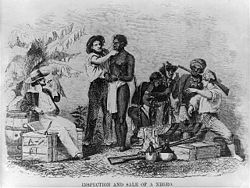 INSPECTION AND SALE OF A NEGRO.